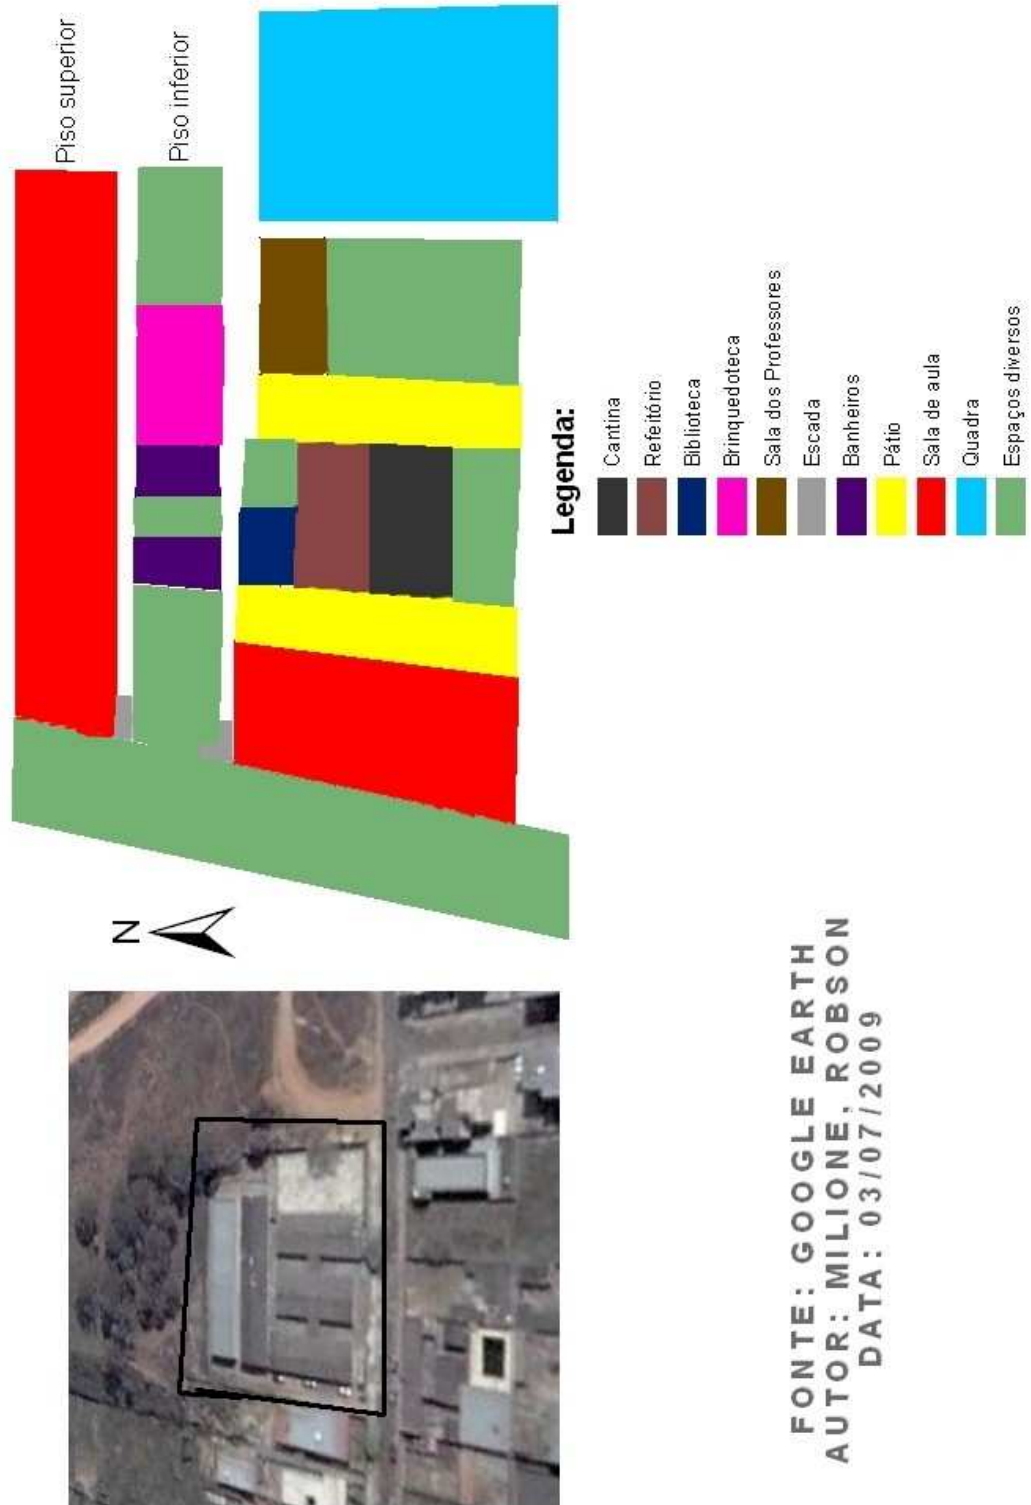 Piso superior
Piso inferior
N
Legenda:
Cantina
Refeitório
Biblioteca
Brinquedoteca
Sala dos Professores
Escada
Banheiros
Pátio
Sala de aula
Quadra
Espaços diversos
FONTE: GOOGLE EARTH
AUTOR: MILIONE, ROBSON
DATA: 03/07/2009